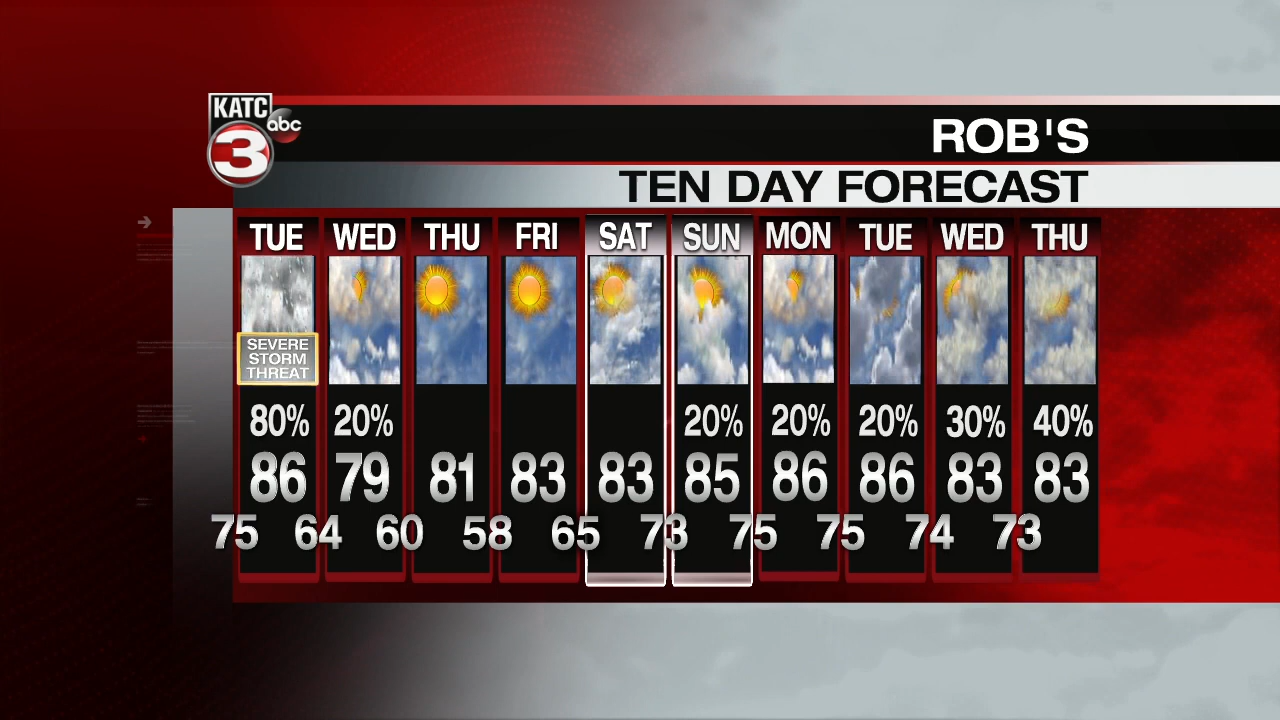 KATC
abc
3
ROB'S
TEN DAY FORECAST
TUE WED THU FRI SAT SUN MON TUE WED THU
SEVERE
STORM
THREAT
80% 20% 20% 20% 20% 30% 40%
86 79 81 83 83 85 86 86 83 83
75 64 60 58 65 73 75 75 74 73